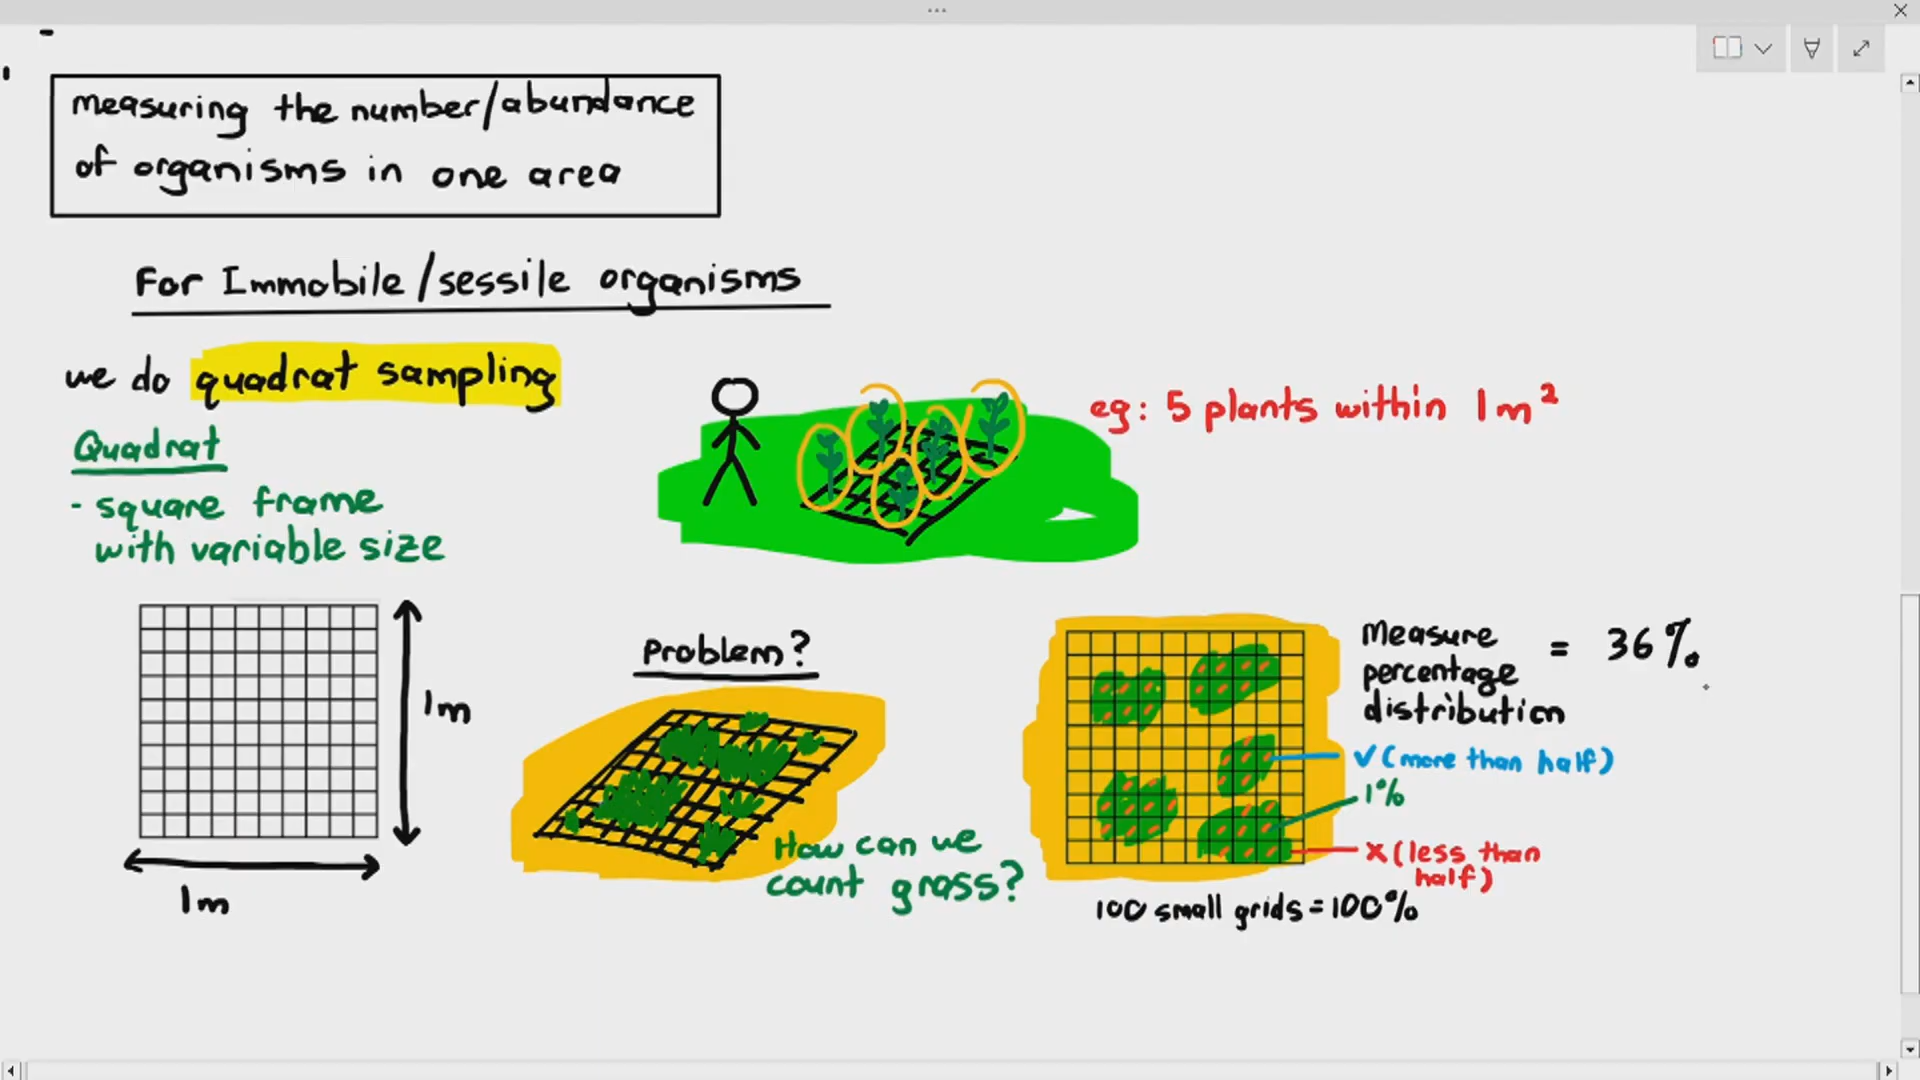 measuring the number/abundance
of organisms in one area
For Immobile/sessile organisms
we do quadrat sampling
Quadrat
- square frame
with variable size
eg: 5 plants within 1m²
1m
1m
Problem?
How can we
count grass?
Measure
percentage
distribution
= 36%
✓ (more than half)
1%
x (less than
half)
100 small grids = 100%